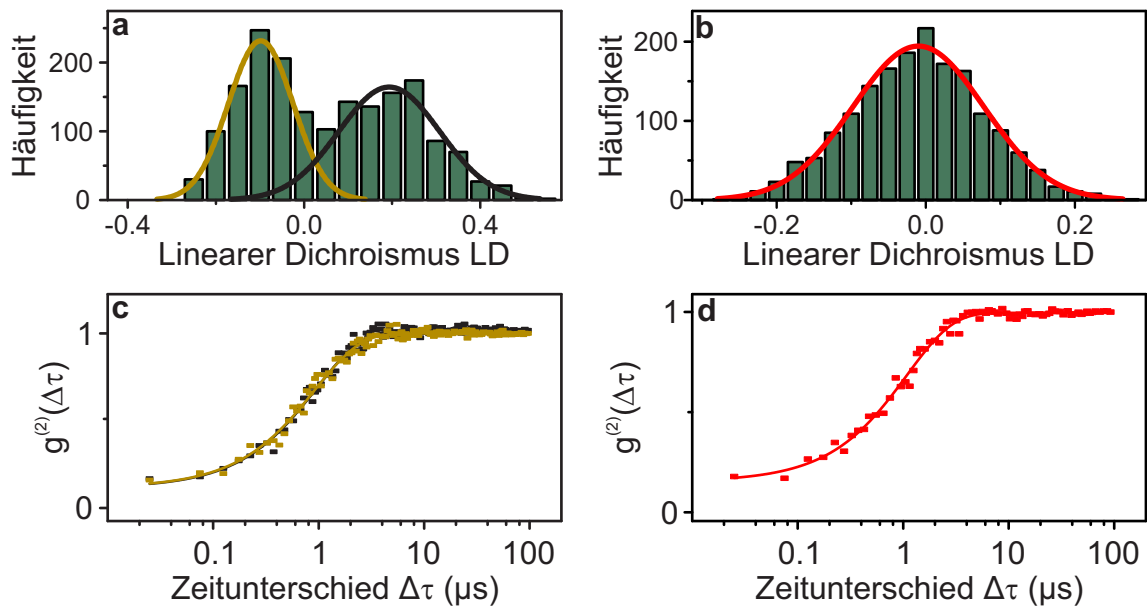 a
Häufigkeit
200
100
0
-0.4
0.0
0.4
Linearer Dichroismus LD
b
Häufigkeit
200
100
0
-0.2
0.0
0.2
Linearer Dichroismus LD
c
g⁽²⁾(Δτ)
1
0
0.1
1
10
100
Zeitunterschied Δτ (µs)
d
g⁽²⁾(Δτ)
1
0
0.1
1
10
100
Zeitunterschied Δτ (µs)